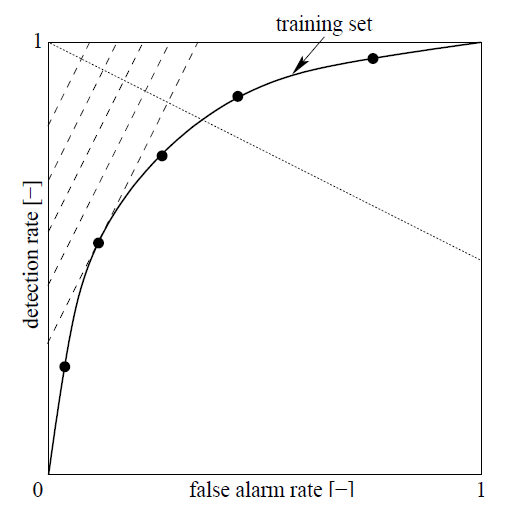 training set
1
detection rate [−]
0
false alarm rate [−]
1